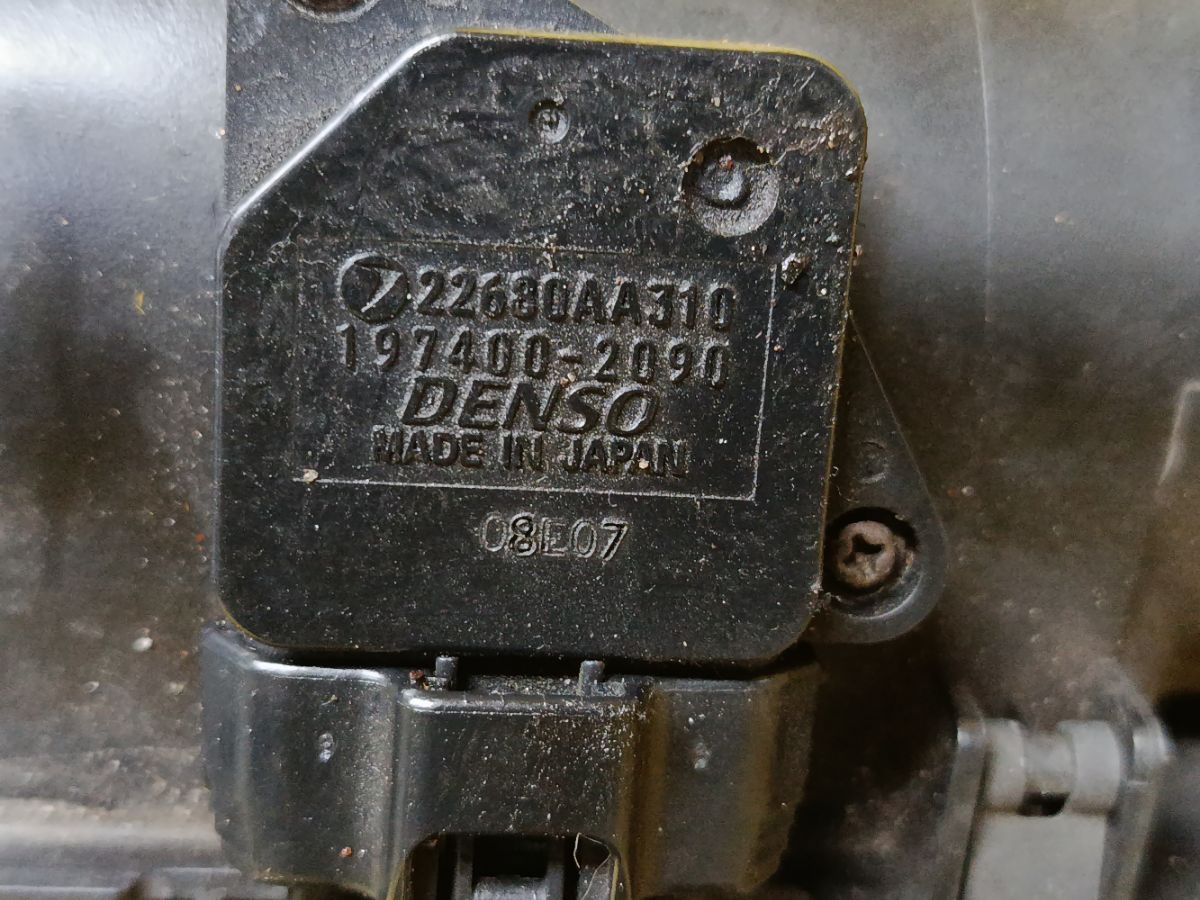 22680AA310
197400-2090
DENSO
MADE IN JAPAN
08E07